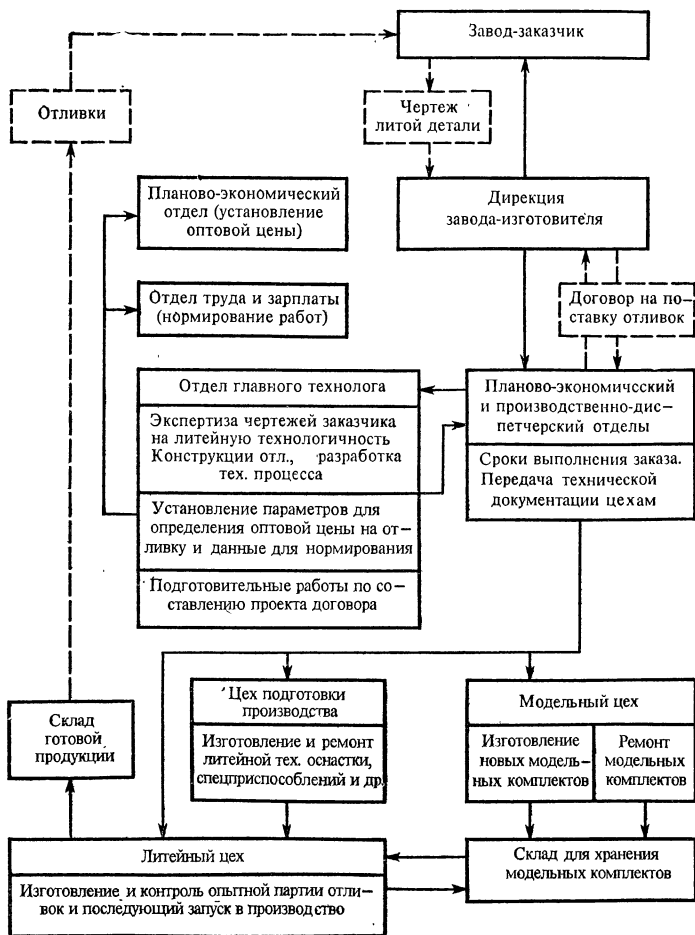 Завод-заказчик
Отливки
Чертеж
литой детали
Планово-экономический
отдел (установление
оптовой цены)
Дирекция
завода-изготовителя
Отдел труда и зарплаты
(нормирование работ)
Договор на по-
ставку отливок
Отдел главного технолога
Экспертиза чертежей заказчика
на литейную технологичность
Конструкции отл., разработка
тех. процесса
Установление параметров для
определения оптовой цены на от-
ливку и данные для нормирования
Подготовительные работы по со-
ставлению проекта договора
Планово-экономический
и производственно-дис-
петчерский отделы
Сроки выполнения заказа.
Передача технической
документации цехам
Склад
готовой
продукции
Цех подготовки
производства
Изготовление и ремонт
литейной тех. оснастки,
спецприспособлений и др.
Модельный цех
Изготовление
новых модель-
ных комплектов
Ремонт
модельных
комплектов
Литейный цех
Изготовление и контроль опытной партии отли-
вок и последующий запуск в производство
Склад для хранения
модельных комплектов